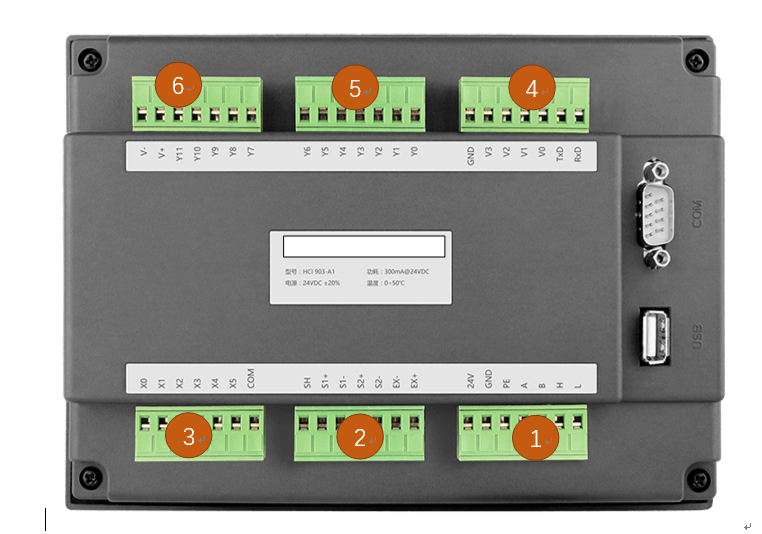 6 5 4
V- V+ Y11 Y10 Y9 Y8 Y7
Y6 Y5 Y4 Y3 Y2 Y1 Y0
GND V3 V2 V1 V0 TxD RxD
COM
型号：HCI 903-A1
功耗：300mA@24VDC
电源：24VDC ±20%
温度：0~50℃
USB
X0 X1 X2 X3 X4 X5 COM
SH S1+ S1- S2+ S2- EX- EX+
24V GND PE A B H L
3 2 1